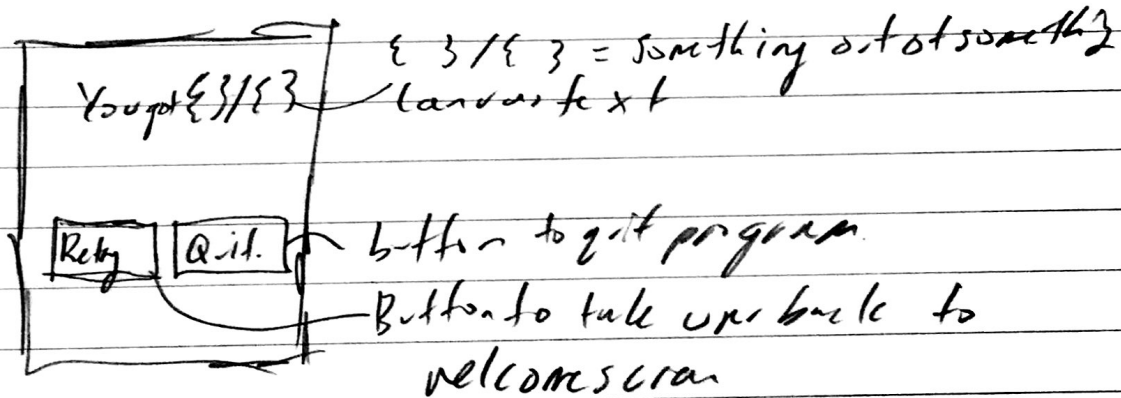 { }/{ } = something out of something
You got { }/{ }
Canvas text
Retry
Quit.
button to quit program.
Button to take user back to
welcome screan